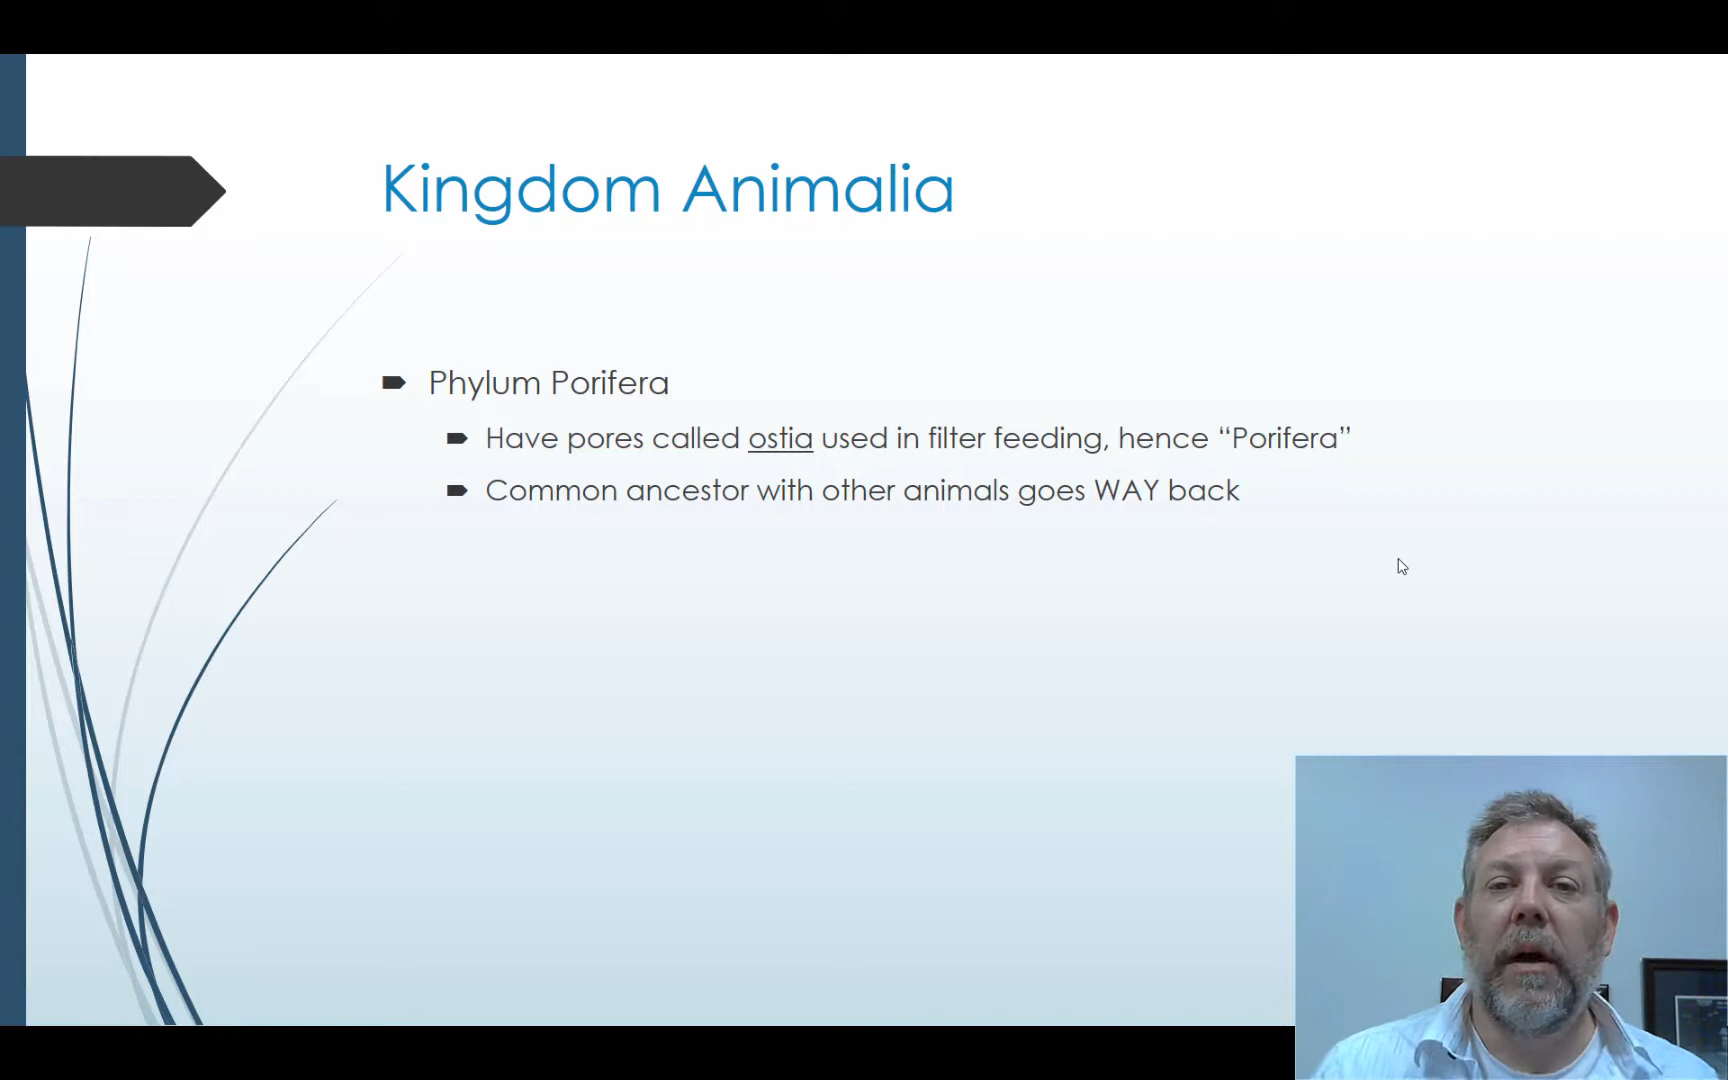 Kingdom Animalia
Phylum Porifera
Have pores called ostia used in filter feeding, hence “Porifera”
Common ancestor with other animals goes WAY back